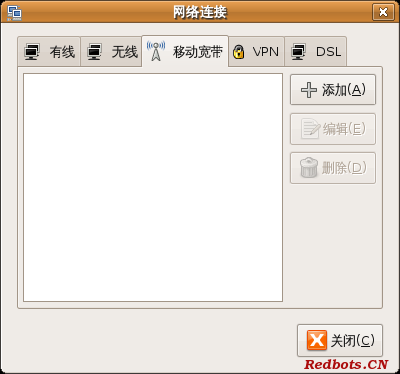 网络连接
有线 无线 移动宽带 VPN DSL
添加(A)
编辑(E)
删除(D)
关闭(C)
Redbots.CN